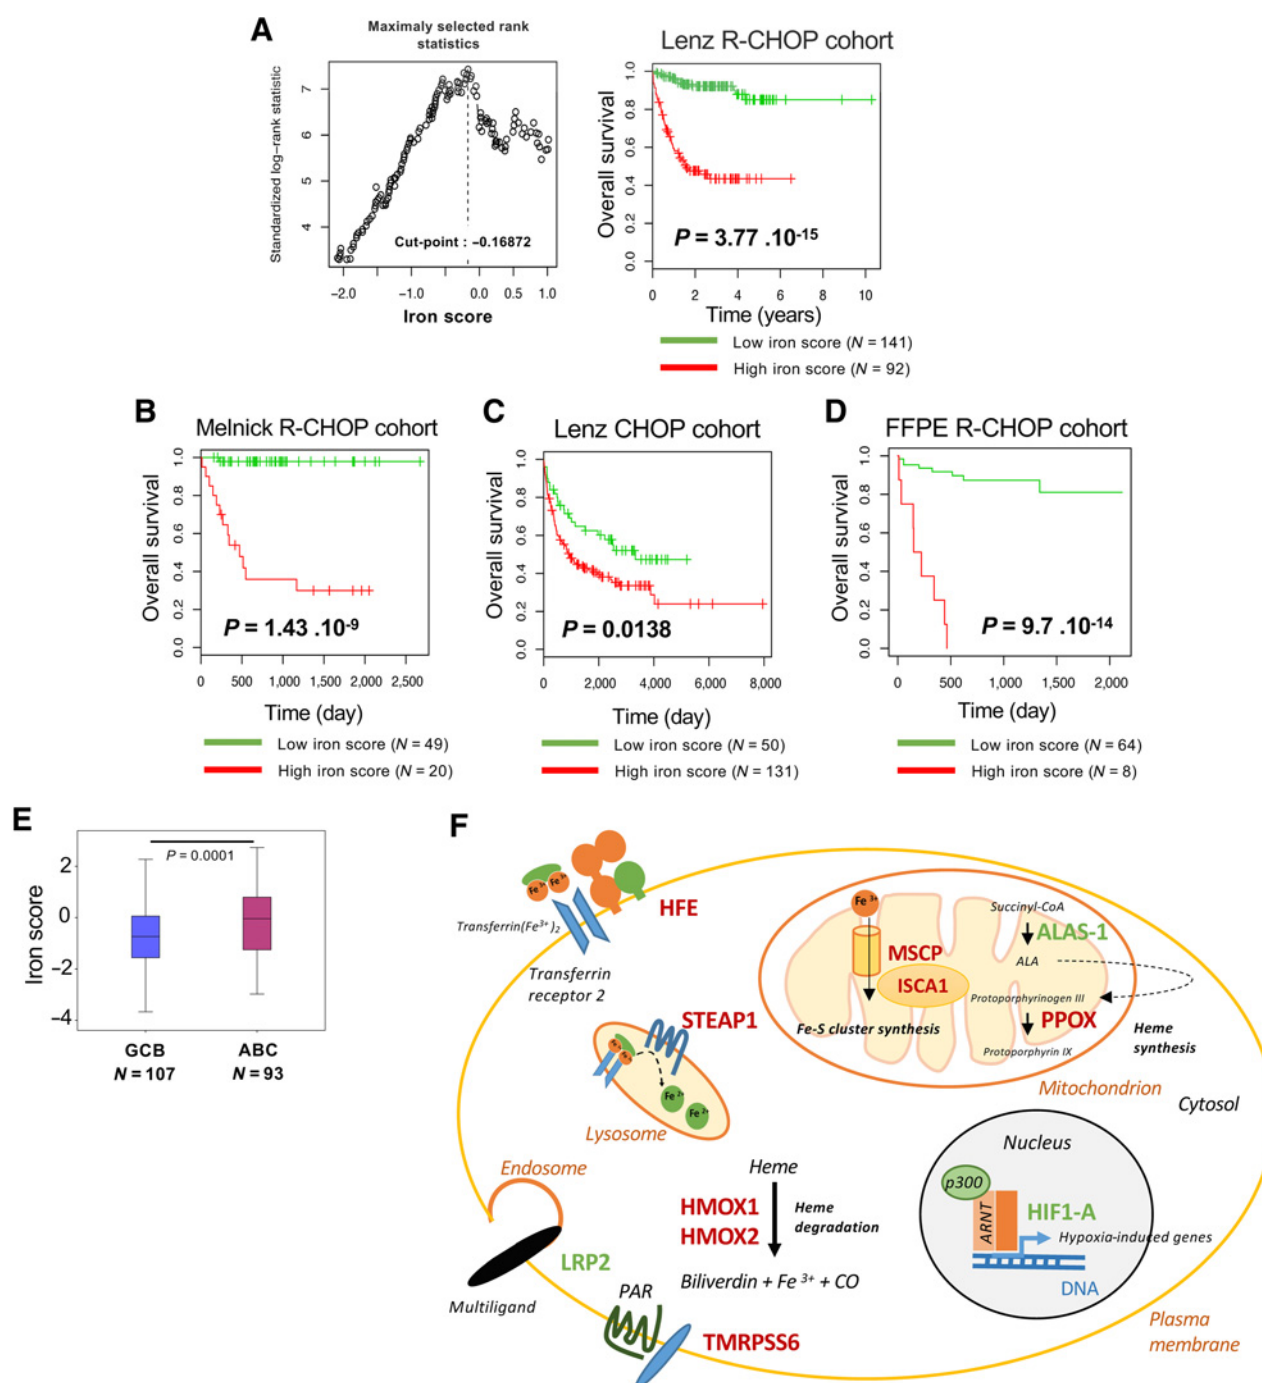 A
Maximaly selected rank
statistics
Standardized log–rank statistic
7
6
5
4
Cut-point : –0.16872
–2.0
–1.0
0.0
0.5
1.0
Iron score
Lenz R-CHOP cohort
Overall survival
1.0
0.8
0.6
0.4
0.2
0.0
P = 3.77 .10-15
0
2
4
6
8
10
Time (years)
Low iron score (N = 141)
High iron score (N = 92)
B
Melnick R-CHOP cohort
Overall survival
1.0
0.8
0.6
0.4
0.2
0.0
P = 1.43 .10-9
0
500
1,000
1,500
2,000
2,500
Time (day)
Low iron score (N = 49)
High iron score (N = 20)
C
Lenz CHOP cohort
Overall survival
1.0
0.8
0.6
0.4
0.2
0.0
P = 0.0138
0
2,000
4,000
6,000
8,000
Time (day)
Low iron score (N = 50)
High iron score (N = 131)
D
FFPE R-CHOP cohort
Overall survival
1.0
0.8
0.6
0.4
0.2
0.0
P = 9.7 .10-14
0
500
1,000
1,500
2,000
Time (day)
Low iron score (N = 64)
High iron score (N = 8)
E
Iron score
2
0
–2
–4
P = 0.0001
GCB
N = 107
ABC
N = 93
F
Fe 3+
Fe 3+
Transferrin(Fe3+)2
Transferrin
receptor 2
HFE
Fe 3+
MSCP
ISCA1
Fe-S cluster synthesis
Succinyl-CoA
ALAS-1
ALA
Protoporphyrinogen III
PPOX
Protoporphyrin IX
Heme
synthesis
Mitochondrion
Cytosol
STEAP1
Fe 2+
Fe 2+
Lysosome
Endosome
LRP2
Multiligand
Heme
HMOX1
HMOX2
Heme
degradation
Biliverdin + Fe 3+ + CO
PAR
TMRPSS6
Nucleus
p300
ARNT
HIF1-A
Hypoxia-induced genes
DNA
Plasma
membrane